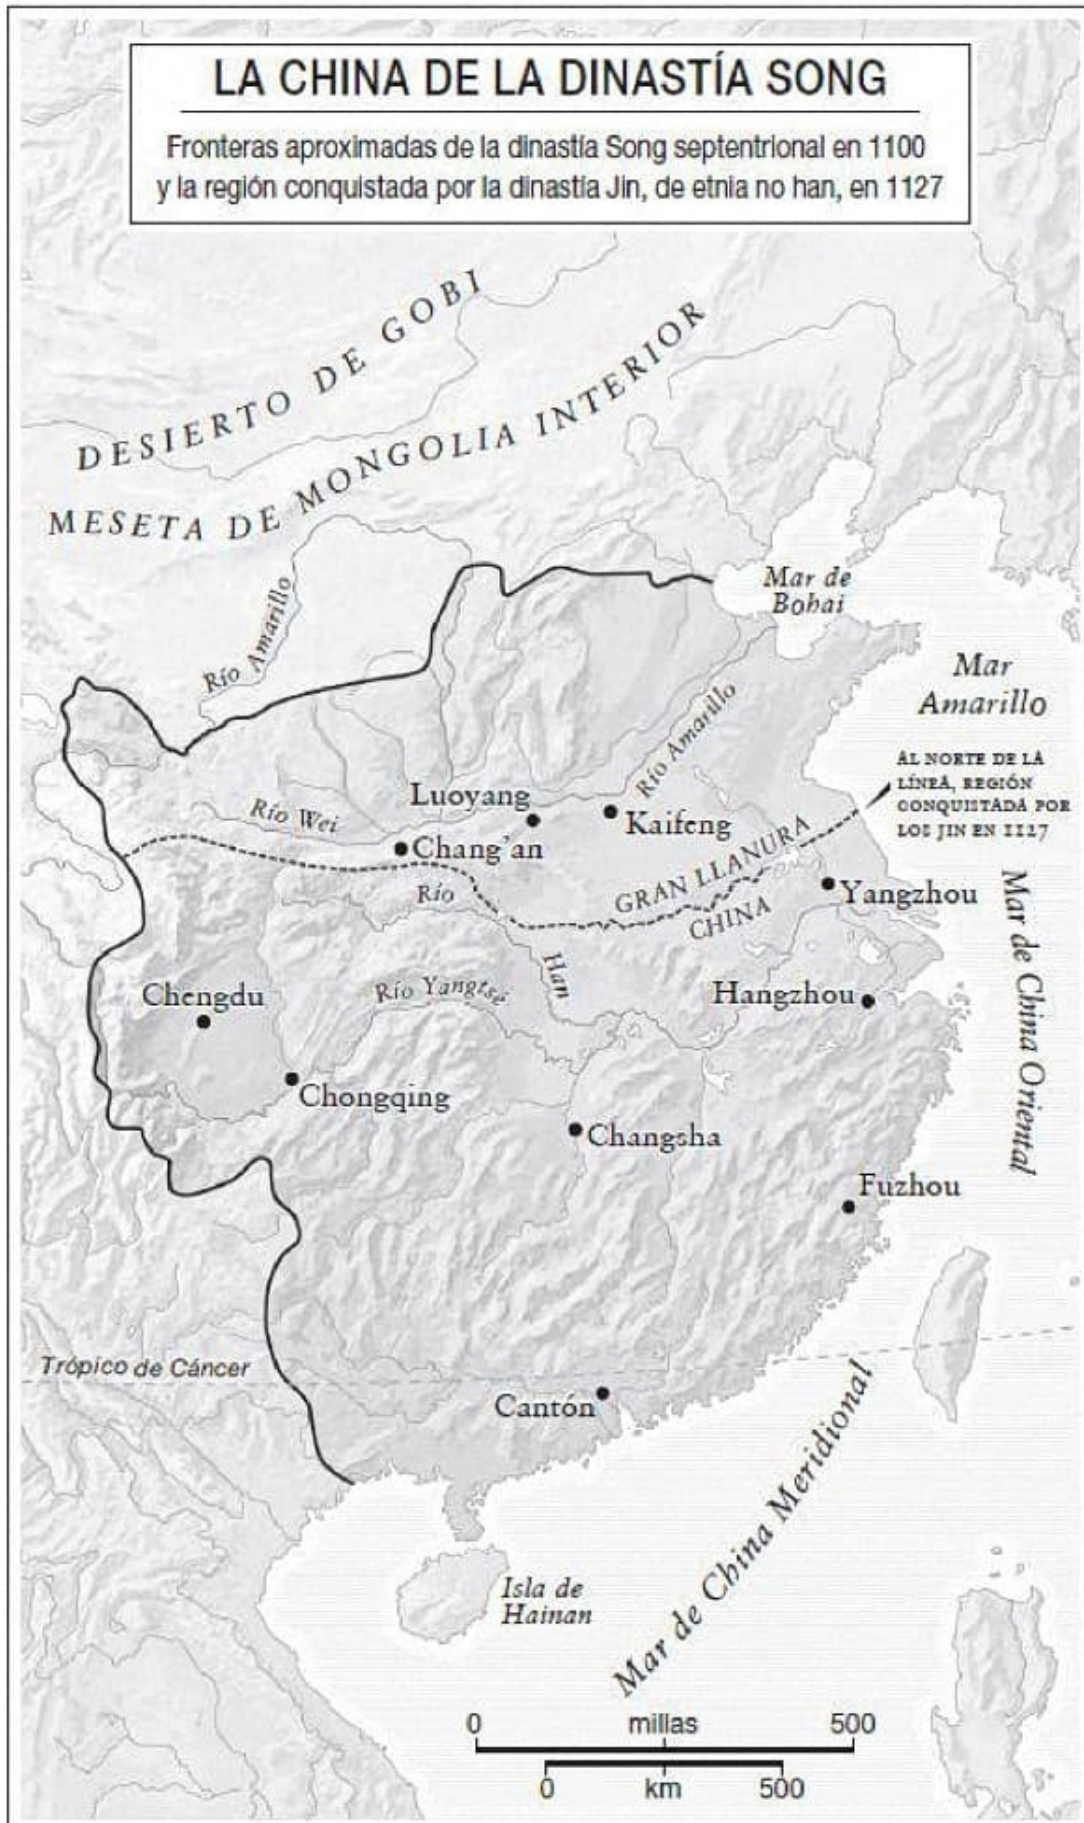 LA CHINA DE LA DINASTÍA SONG
Fronteras aproximadas de la dinastía Song septentrional en 1100
y la región conquistada por la dinastía Jin, de etnia no han, en 1127
DESIERTO DE GOBI
MESETA DE MONGOLIA INTERIOR
Mar de
Bohai
Río Amarillo
Mar
Amarillo
Río Amarillo
AL NORTE DE LA
LÍNEA, REGIÓN
CONQUISTADA POR
LOS JIN EN 1127
Luoyang
Río Wei
Kaifeng
Chang'an
GRAN LLANURA
CHINA
Río
Han
Yangzhou
Mar de China Oriental
Chengdu
Río Yangtsé
Hangzhou
Chongqing
Changsha
Fuzhou
Trópico de Cáncer
Cantón
Mar de China Meridional
Isla de
Hainan
0 millas 500
0 km 500